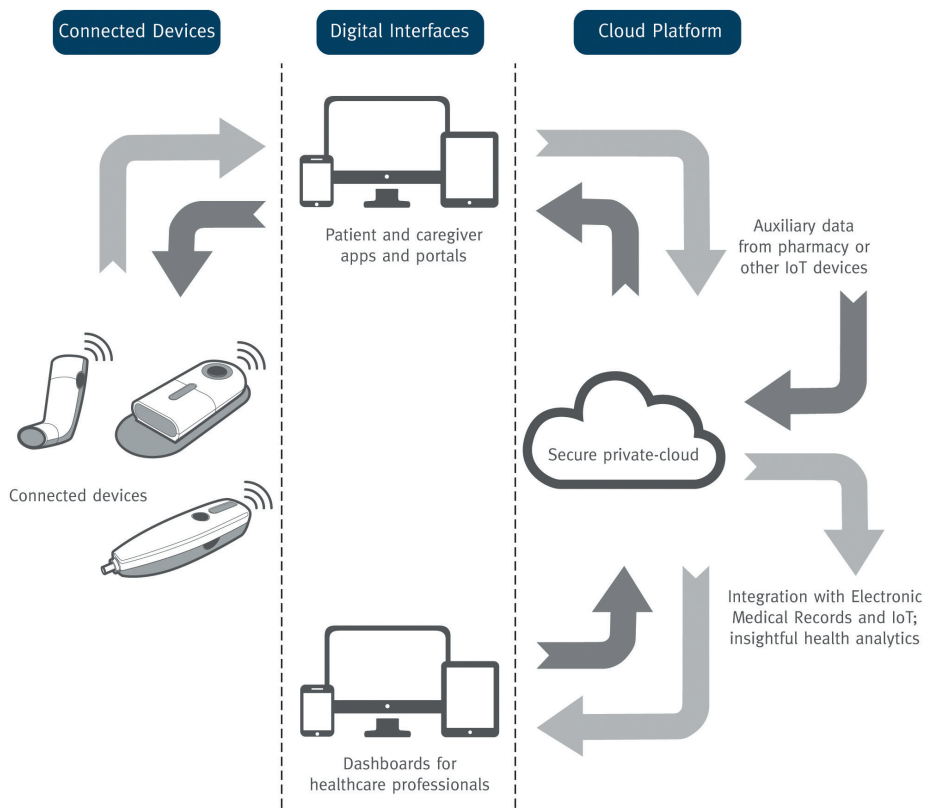 Connected Devices
Digital Interfaces
Cloud Platform
Patient and caregiver
apps and portals
Auxiliary data
from pharmacy or
other IoT devices
Secure private-cloud
Connected devices
Integration with Electronic
Medical Records and IoT;
insightful health analytics
Dashboards for
healthcare professionals